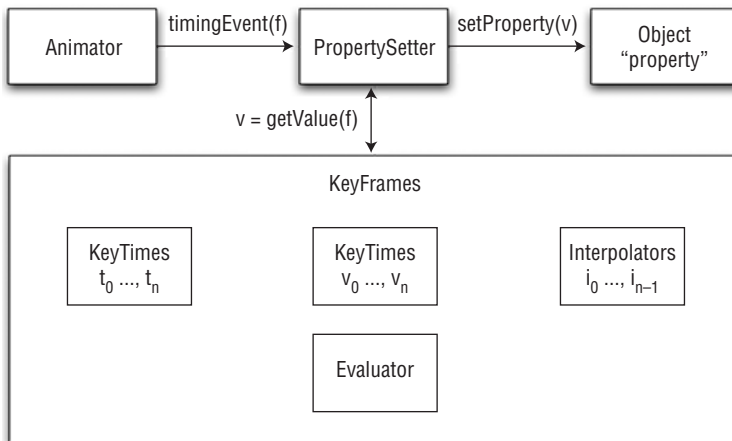 Animator
timingEvent(f)
PropertySetter
setProperty(v)
Object
“property”
v = getValue(f)
KeyFrames
KeyTimes
t0 ..., tn
KeyTimes
v0 ..., vn
Interpolators
i0 ..., in–1
Evaluator